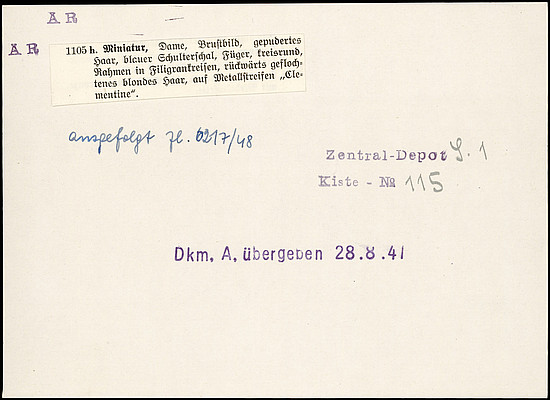 A R
A R
1105 h. Miniatur, Dame, Brustbild, gepudertes
Haar, blauer Schulterschal, Füger, kreisrund,
Rahmen in Filigrankreisen, rückwärts gefloch-
tenes blondes Haar, auf Metallstreifen „Cle-
mentine“.
ausgefolgt Zl. 6217/48
Zentral-Depot S. 1
Kiste - No 115
Dkm. A. übergeben 28.8.41